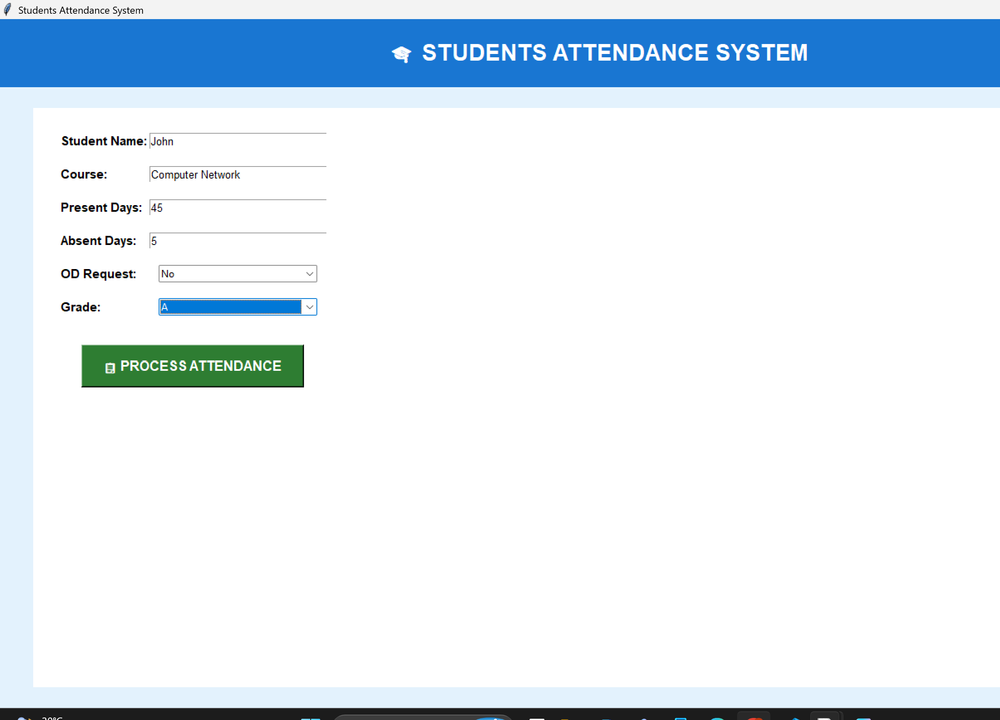 Students Attendance System
STUDENTS ATTENDANCE SYSTEM
Student Name: John
Course: Computer Network
Present Days: 45
Absent Days: 5
OD Request: No
Grade: A
PROCESS ATTENDANCE